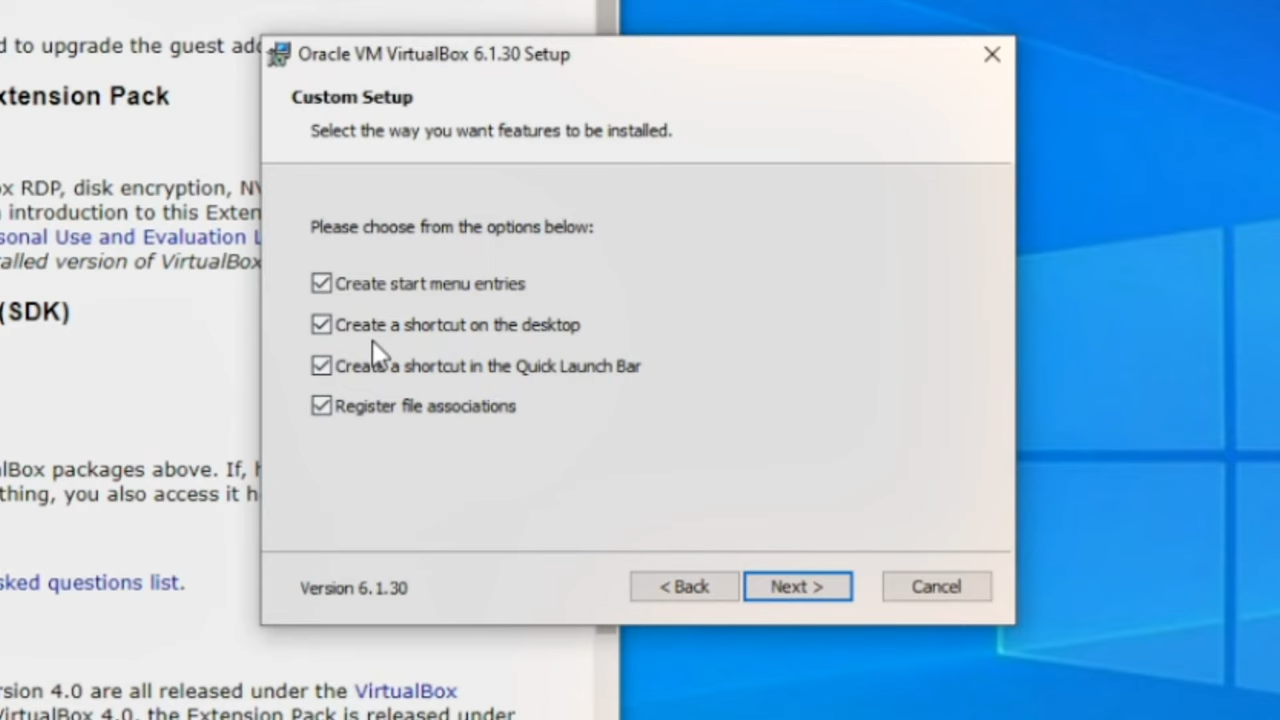 d to upgrade the guest
xtension Pack
x RDP, disk encryption,
introduction to this
sonal Use and Evaluation
alled version of VirtualBox
(SDK)
lBox packages above. If,
thing, you also access it
sked questions list.
rsion 4.0 are all released under the VirtualBox
VirtualBox 4.0, the Extension Pack is released under
Oracle VM VirtualBox 6.1.30 Setup
Custom Setup
Select the way you want features to be installed.
Please choose from the options below:
Create start menu entries
Create a shortcut on the desktop
Create a shortcut in the Quick Launch Bar
Register file associations
Version 6.1.30
< Back
Next >
Cancel